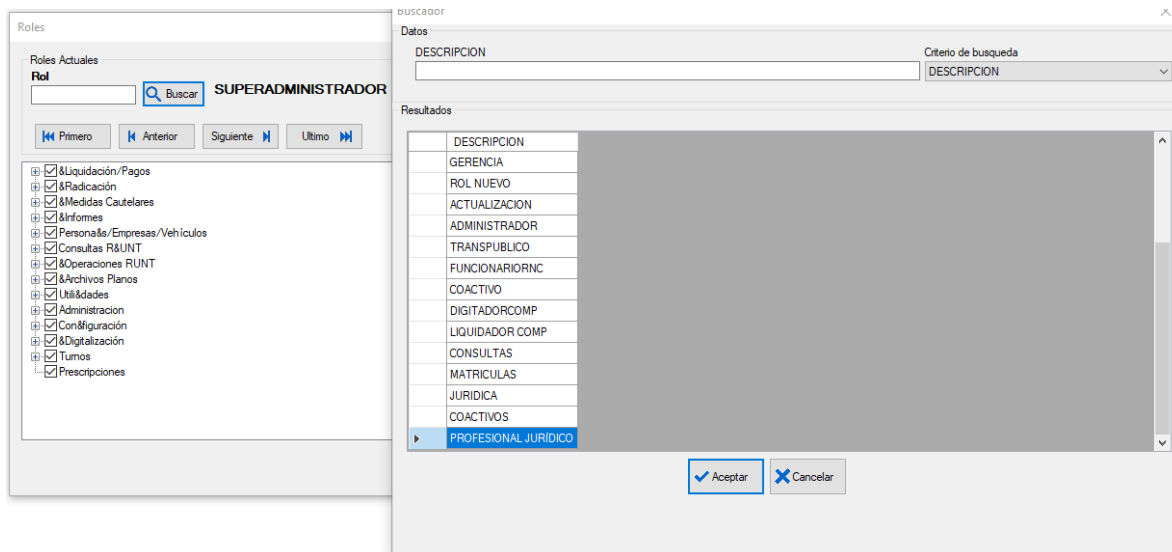 Roles
Roles Actuales
Rol
Buscar
SUPERADMINISTRADOR
Primero
Anterior
Siguiente
Ultimo
&Liquidación/Pagos
&Radicación
&Medidas Cautelares
&Informes
Persona&s/Empresas/Vehículos
Consultas R&UNT
&Operaciones RUNT
&Archivos Planos
Utili&dades
Administracion
Con&figuración
&Digitalización
Turnos
Prescripciones
Buscador
Datos
DESCRIPCION
Criterio de busqueda
DESCRIPCION
Resultados
DESCRIPCION
GERENCIA
ROL NUEVO
ACTUALIZACION
ADMINISTRADOR
TRANSPUBLICO
FUNCIONARIORNC
COACTIVO
DIGITADORCOMP
LIQUIDADOR COMP
CONSULTAS
MATRICULAS
JURIDICA
COACTIVOS
PROFESIONAL JURÍDICO
Aceptar
Cancelar